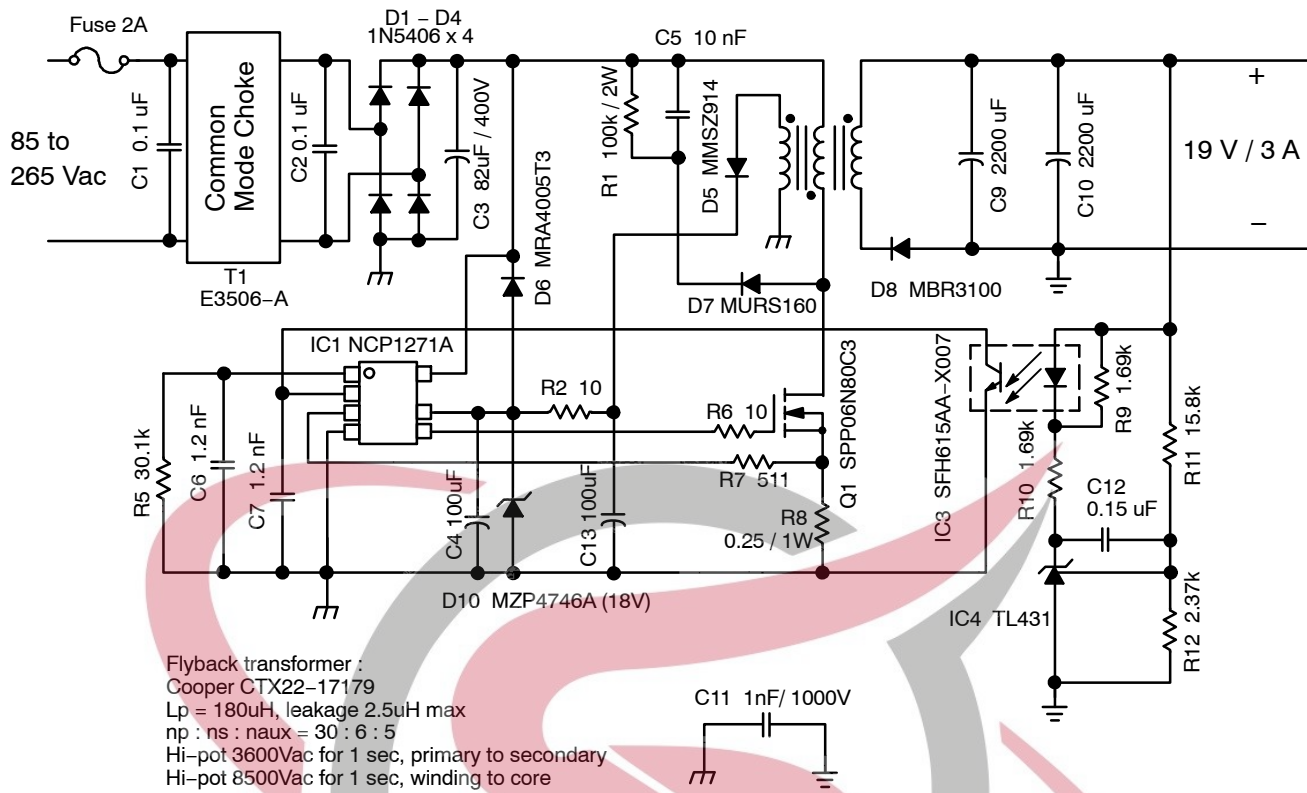 Fuse 2A
D1 – D4
1N5406 x 4
C5 10 nF
85 to
265 Vac
C1 0.1 uF
Common
Mode Choke
C2 0.1 uF
C3 82uF / 400V
R1 100k / 2W
D5 MMSZ914
C9 2200 uF
C10 2200 uF
+
19 V / 3 A
–
T1
E3506–A
D6 MRA4005T3
D7 MURS160
D8 MBR3100
IC1 NCP1271A
R2 10
R6 10
R7 511
R8
0.25 / 1W
Q1 SPP06N80C3
IC3 SFH615AA–X007
R9 1.69k
R10 1.69k
R11 15.8k
C12
0.15 uF
R5 30.1k
C6 1.2 nF
C7 1.2 nF
C4 100uF
C13 100uF
D10 MZP4746A (18V)
IC4 TL431
R12 2.37k
Flyback transformer :
Cooper CTX22–17179
Lp = 180uH, leakage 2.5uH max
np : ns : naux = 30 : 6 : 5
Hi–pot 3600Vac for 1 sec, primary to secondary
Hi–pot 8500Vac for 1 sec, winding to core
C11 1nF/ 1000V